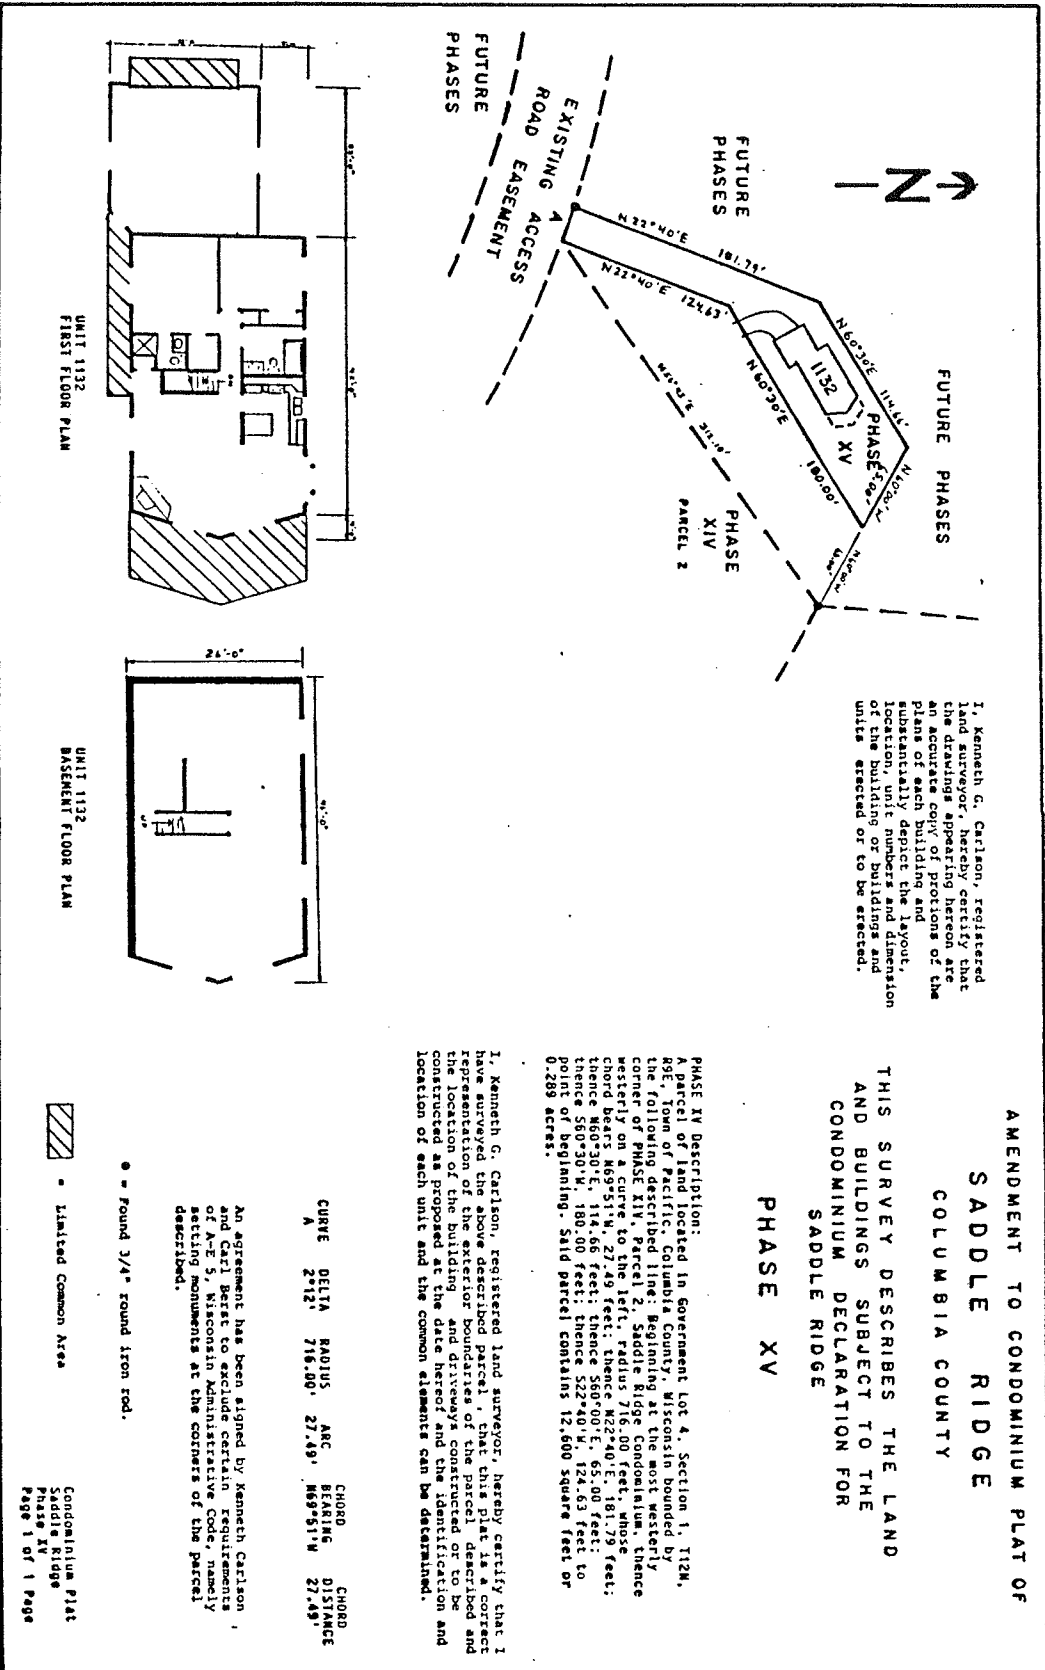 AMENDMENT TO CONDOMINIUM PLAT OF
SADDLE RIDGE
COLUMBIA COUNTY
THIS SURVEY DESCRIBES THE LAND
AND BUILDINGS SUBJECT TO THE
CONDOMINIUM DECLARATION FOR
SADDLE RIDGE
PHASE XV
N
FUTURE PHASES
FUTURE
PHASES
FUTURE
PHASES
EXISTING ACCESS
ROAD EASEMENT
A
N22°40'E 181.79'
N22°40'E 124.63'
N60°30'E 114.66'
N60°30'E 180.00'
N60°00'W
65.00'
1132
PHASE
XV
N60°00'W
312.10'
PHASE
XIV
PARCEL 2
I, Kenneth G. Carlson, registered
land surveyor, hereby certify that
the drawings appearing hereon are
an accurate copy of protions of the
plans of each building and
substantially depict the layout,
location, unit numbers and dimension
of the building or buildings and
units erected or to be erected.
PHASE XV Description:
A parcel of land located in Government Lot 4, Section 1, T12N,
R9E, Town of Pacific, Columbia County, Wisconsin bounded by
the following described line: Beginning at the most westerly
corner of PHASE XIV, Parcel 2, Saddle Ridge Condominium, thence
westerly on a curve to the left, radius 716.00 feet, whose
chord bears N69°51'W, 27.49 feet; thence N22°40'E, 181.79 feet;
thence N60°30'E, 114.66 feet; thence S60°00'E, 65.00 feet;
thence S60°30'W, 180.00 feet; thence S22°40'W, 124.63 feet to
point of beginning. Said parcel contains 12,600 square feet or
0.289 acres.
I, Kenneth G. Carlson, registered land surveyor, hereby certify that I
have surveyed the above described parcel , that this plat is a correct
representation of the exterior boundaries of the parcel described and
the location of the building and driveways constructed or to be
constructed as proposed at the date hereof and the identification and
location of each unit and the common elements can be determined.
CURVE DELTA RADIUS ARC CHORD BEARING CHORD DISTANCE
A 2°12' 716.00' 27.49' N69°51'W 27.49'
An agreement has been signed by Kenneth Carlson
and Carl Berst to exclude certain requirements
of A-E 5, Wisconsin Administrative Code, namely
setting monuments at the corners of the parcel
described.
= Found 3/4" round iron rod.
= Limited Common Area
UNIT 1132
FIRST FLOOR PLAN
26'-0"
46'-0"
UP
UNIT 1132
BASEMENT FLOOR PLAN
Condominium Plat
Saddle Ridge
Phase XV
Page 1 of 1 Page